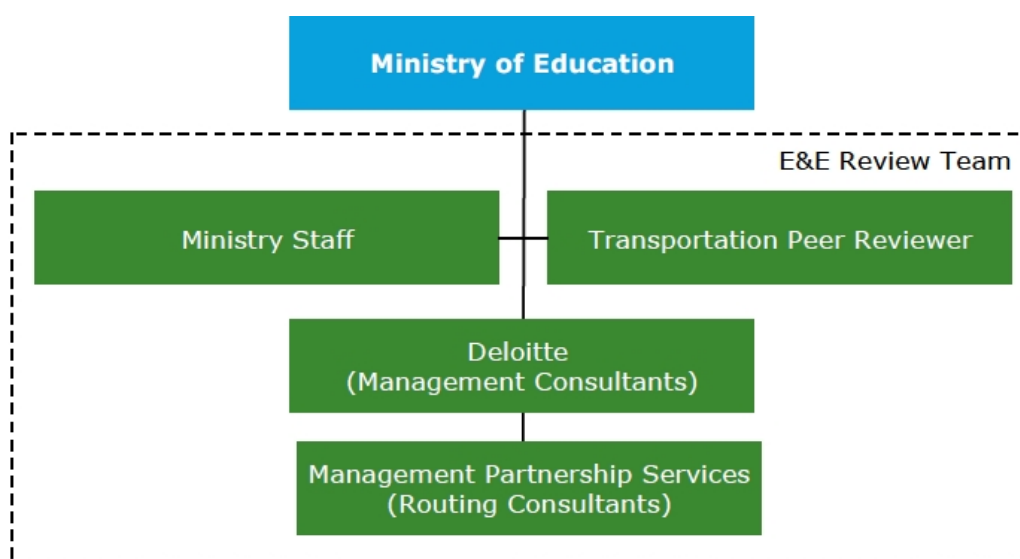 Ministry of Education
E&E Review Team
Ministry Staff
Transportation Peer Reviewer
Deloitte
(Management Consultants)
Management Partnership Services
(Routing Consultants)